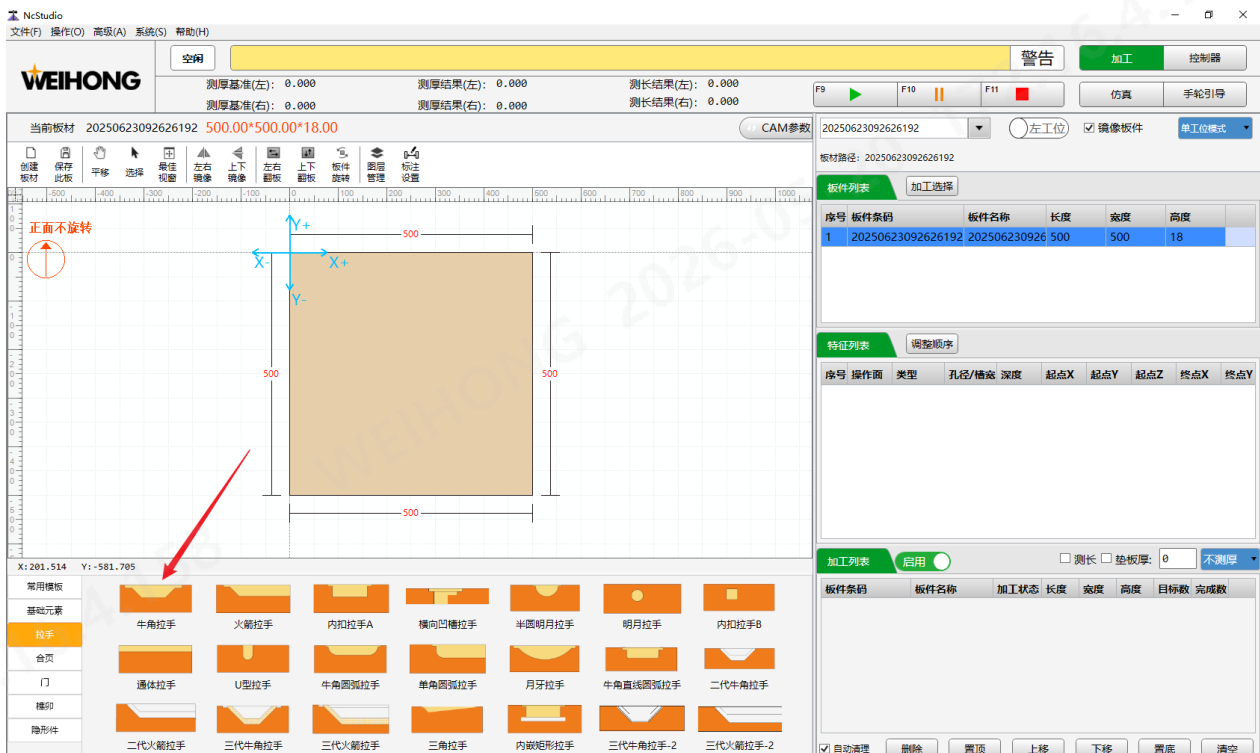 NcStudio
文件(F) 操作(O) 高级(A) 系统(S) 帮助(H)
WEIHONG
空闲
警告
加工
控制器
测厚基准(左): 0.000
测厚结果(左): 0.000
测长结果(左): 0.000
测厚基准(右): 0.000
测厚结果(右): 0.000
测长结果(右): 0.000
F9
F10
F11
仿真
手轮引导
当前板材 20250623092626192 500.00*500.00*18.00
CAM参数
20250623092626192
左工位
镜像板件
单工位模式
板材路径: 20250623092626192
创建板材
保存此板
平移
选择
最佳视窗
左右镜像
上下镜像
左右翻板
上下翻板
板件旋转
图层管理
标注设置
板件列表
加工选择
-500 -400 -300 -200 -100 0 100 200 300 400 500 600 700 800 900 1000
序号 板件条码 板件名称 长度 宽度 高度
1 20250623092626192 2025062309262 500 500 18
正面不旋转
Y+
X-
X+
Y-
500
500
500
500
特征列表
调整顺序
序号 操作面 类型 孔径/槽宽 深度 起点X 起点Y 起点Z 终点X 终点Y
WEIHONG 2026-05
X:201.514 Y:-581.705
加工列表
启用
测长
垫板厚:
0
不测厚
板件条码 板件名称 加工状态 长度 宽度 高度 目标数 完成数
常用模板
基础元素
拉手
合页
门
榫卯
隐形件
牛角拉手 火箭拉手 内扣拉手A 横向凹槽拉手 半圆明月拉手 明月拉手 内扣拉手B
通体拉手 U型拉手 牛角圆弧拉手 单角圆弧拉手 月牙拉手 牛角直线圆弧拉手 二代牛角拉手
二代火箭拉手 三代牛角拉手 三代火箭拉手 三角拉手 内嵌矩形拉手 三代牛角拉手-2 三代火箭拉手-2
自动清理
删除
置顶
上移
下移
置底
清空